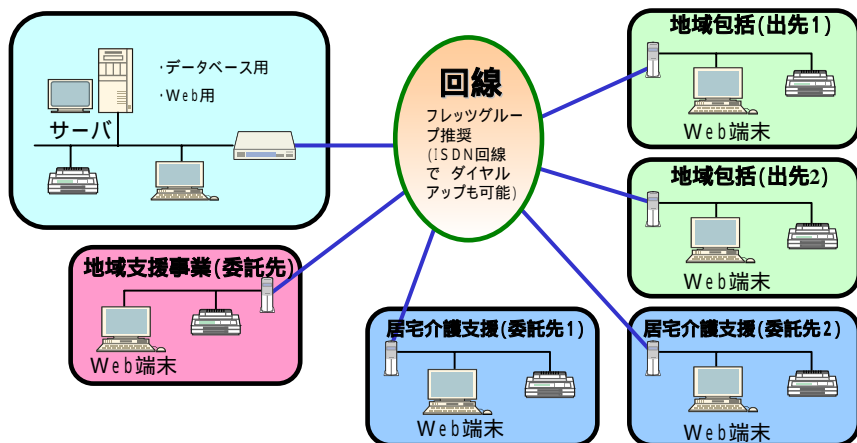 ・データベース用
・Web用
サーバ
回線
フレッツグルー
プ推奨
(ISDN回線
で ダイヤル
アップも可能)
地域包括(出先1)
Web端末
地域包括(出先2)
Web端末
地域支援事業(委託先)
Web端末
居宅介護支援(委託先1)
Web端末
居宅介護支援(委託先2)
Web端末